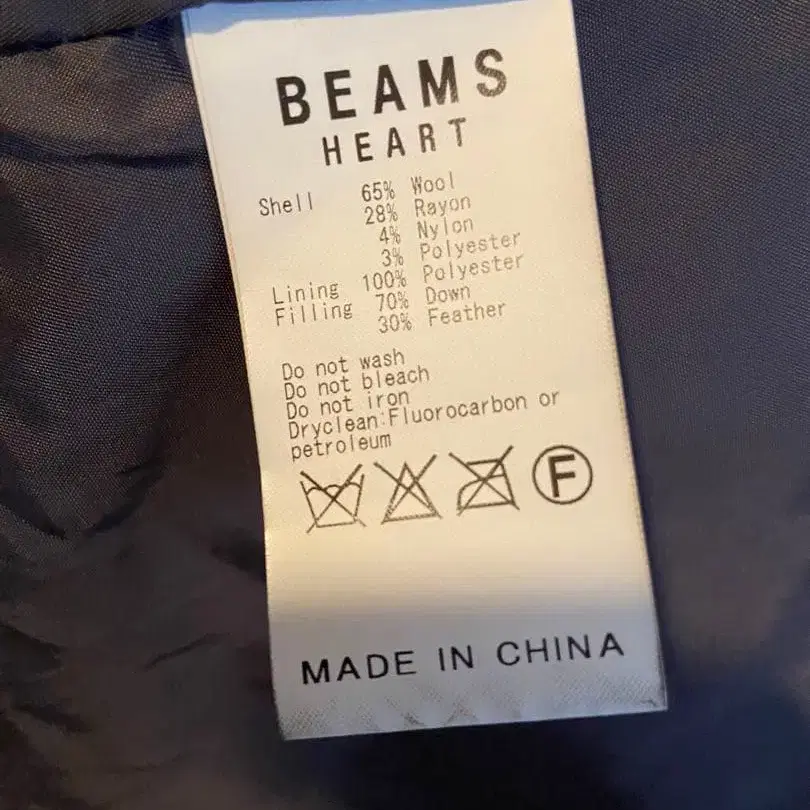 BEAMS
HEART
Shell 65% Wool
28% Rayon
4% Nylon
3% Polyester
Lining 100% Polyester
Filling 70% Down
30% Feather
Do not wash
Do not bleach
Do not iron
Dryclean:Fluorocarbon or
petroleum
F
MADE IN CHINA